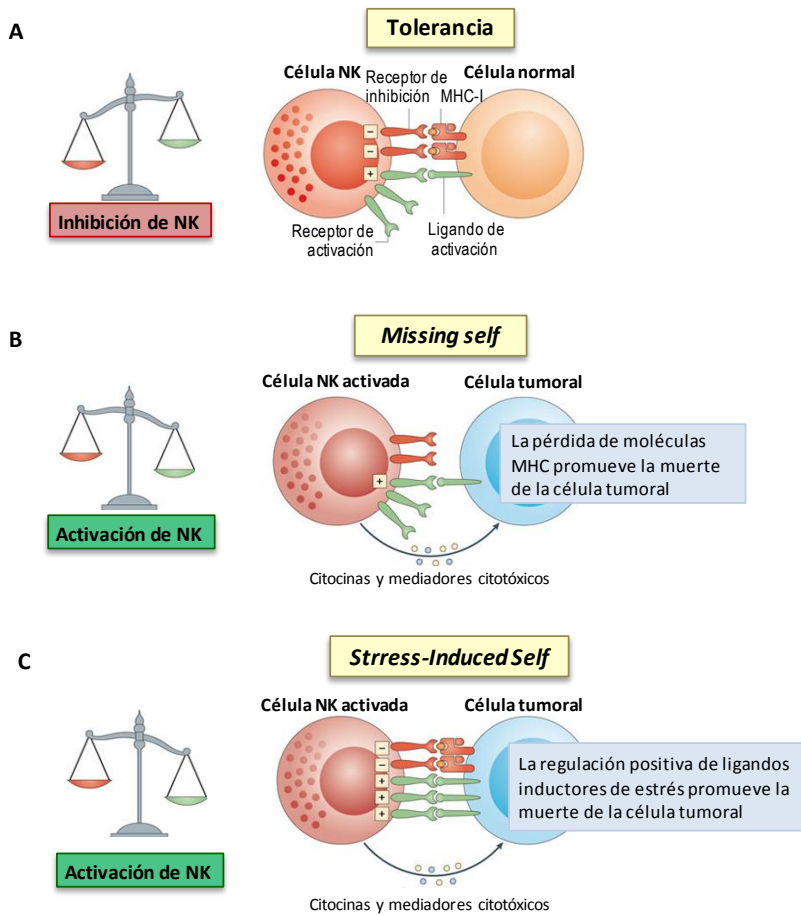 A
Tolerancia
Célula NK
Receptor de
inhibición
MHC-I
Célula normal
−
−
+
Inhibición de NK
Receptor de
activación
Ligando de
activación
B
Missing self
Célula NK activada
Célula tumoral
+
La pérdida de moléculas
MHC promueve la muerte
de la célula tumoral
Activación de NK
Citocinas y mediadores citotóxicos
C
Strress-Induced Self
Célula NK activada
Célula tumoral
−
−
+
+
+
La regulación positiva de ligandos
inductores de estrés promueve la
muerte de la célula tumoral
Activación de NK
Citocinas y mediadores citotóxicos